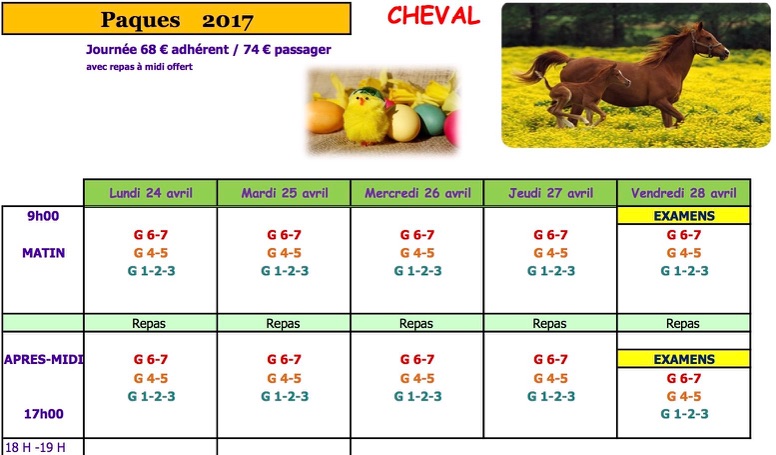 Paques 2017
CHEVAL
Journée 68 € adhérent / 74 € passager
avec repas à midi offert
Lundi 24 avril Mardi 25 avril Mercredi 26 avril Jeudi 27 avril Vendredi 28 avril
9h00 EXAMENS
G 6-7 G 6-7 G 6-7 G 6-7 G 6-7
MATIN G 4-5 G 4-5 G 4-5 G 4-5 G 4-5
G 1-2-3 G 1-2-3 G 1-2-3 G 1-2-3 G 1-2-3
Repas Repas Repas Repas Repas
APRES-MIDI G 6-7 G 6-7 G 6-7 G 6-7 EXAMENS
G 4-5 G 4-5 G 4-5 G 4-5 G 6-7
G 1-2-3 G 1-2-3 G 1-2-3 G 1-2-3 G 4-5
17h00 G 1-2-3
18 H -19 H